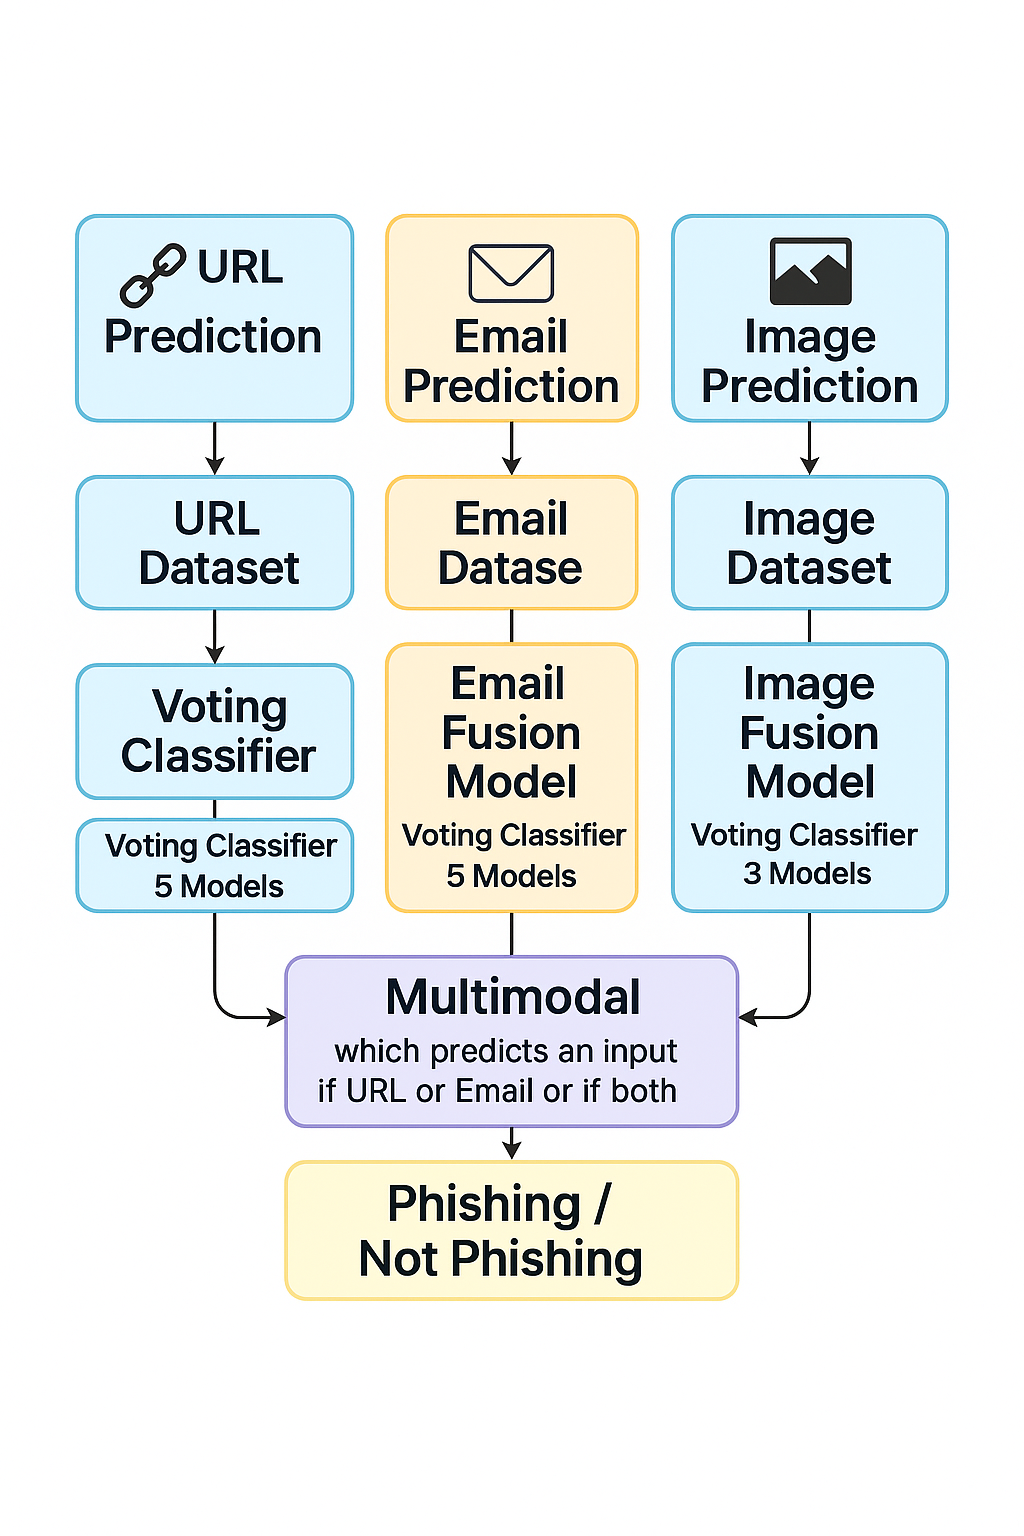 URL
Prediction
Email
Prediction
Image
Prediction
URL
Dataset
Email
Datase
Image
Dataset
Voting
Classifier
Voting Classifier
5 Models
Email
Fusion
Model
Voting Classifier
5 Models
Image
Fusion
Model
Voting Classifier
3 Models
Multimodal
which predicts an input
if URL or Email or if both
Phishing /
Not Phishing